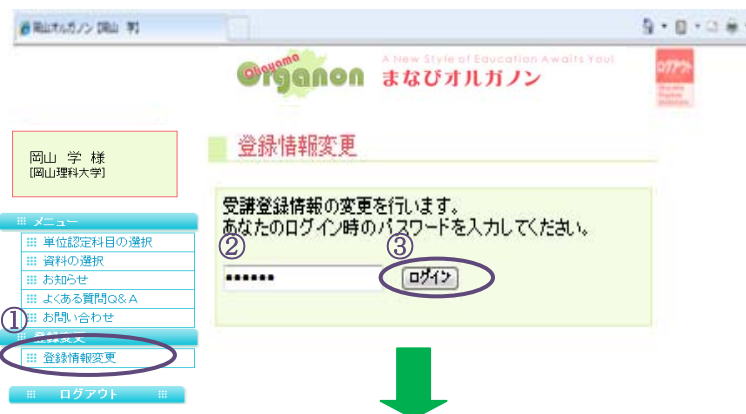 岡山オルガノン【岡山 学】
Okayama
Organon
A New Style of Education Awaits You!
まなびオルガノン
ログアウト
岡山 学 様
[岡山理科大学]
登録情報変更
受講登録情報の変更を行います。
あなたのログイン時のパスワードを入力してください。
②
③
••••••
ログイン
メニュー
単位認定科目の選択
資料の選択
お知らせ
よくある質問Q&A
①
お問い合わせ
登録変更
登録情報変更
ログアウト